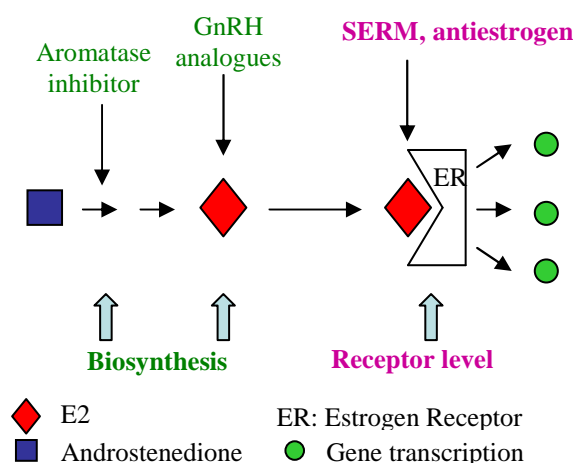 GnRH
analogues
SERM, antiestrogen
Aromatase
inhibitor
ER
Biosynthesis
Receptor level
E2
ER: Estrogen Receptor
Androstenedione
Gene transcription